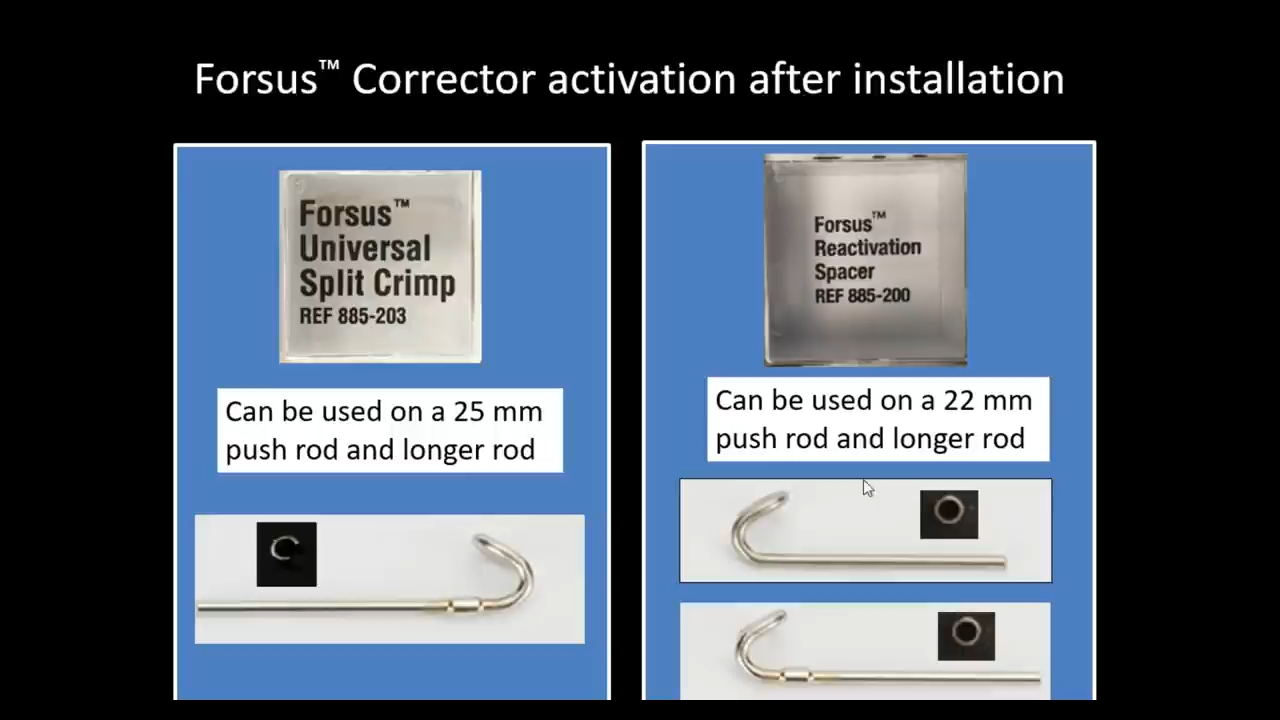 Forsus™ Corrector activation after installation
Forsus™
Universal
Split Crimp
REF 885-203
Can be used on a 25 mm
push rod and longer rod
Forsus™
Reactivation
Spacer
REF 885-200
Can be used on a 22 mm
push rod and longer rod